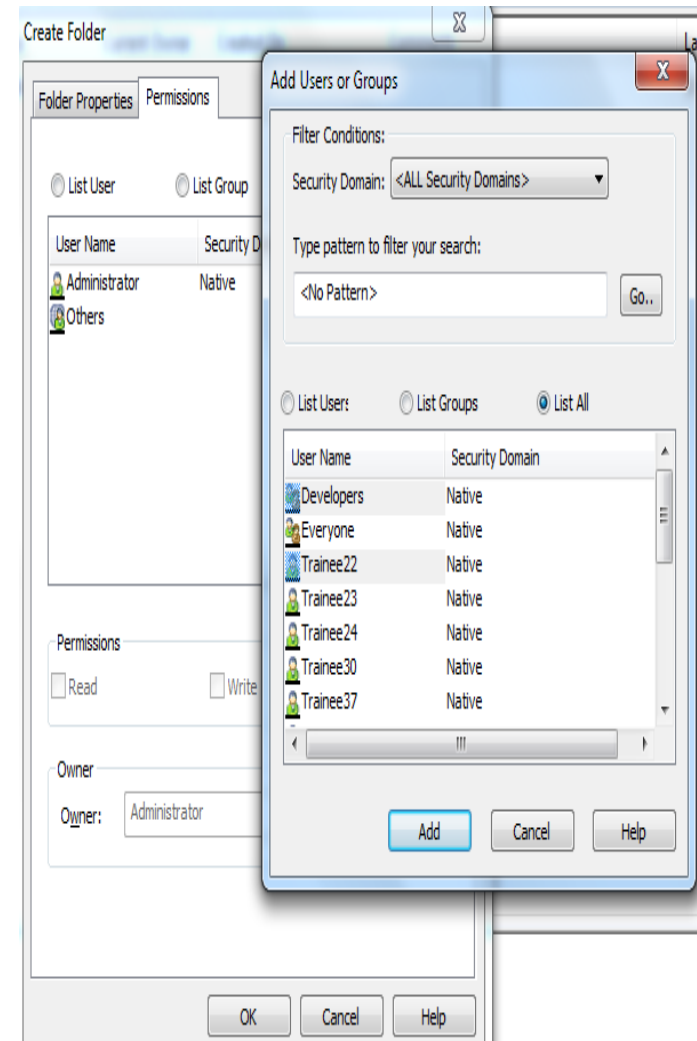 Create Folder
La
Folder Properties
Permissions
List User
List Group
User Name
Security D
Administrator
Native
Others
Permissions
Read
Write
Owner
Owner:
Administrator
OK
Cancel
Help
Add Users or Groups
Filter Conditions:
Security Domain:
<ALL Security Domains>
Type pattern to filter your search:
<No Pattern>
Go..
List Users
List Groups
List All
User Name
Security Domain
Developers
Native
Everyone
Native
Trainee22
Native
Trainee23
Native
Trainee24
Native
Trainee30
Native
Trainee37
Native
Add
Cancel
Help